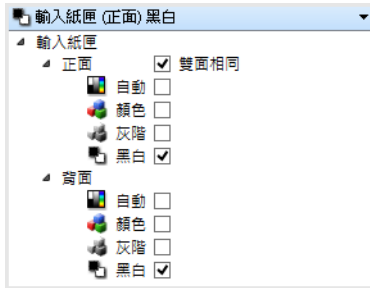 輸入紙匣 (正面) 黑白
輸入紙匣
正面 雙面相同
自動
顏色
灰階
黑白
背面
自動
顏色
灰階
黑白